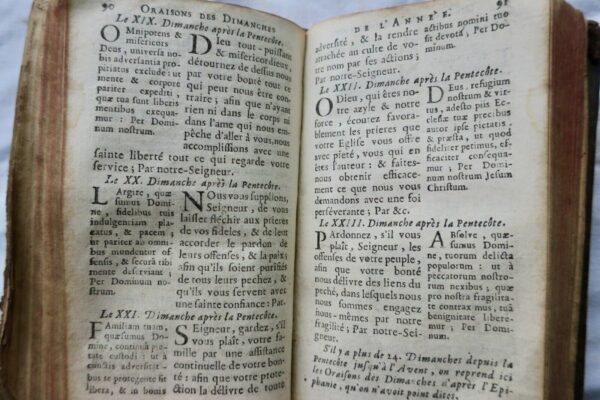 90 ORAISONS DES DIMANCHES
Le XIX. Dimanche après la Pentecôte.
OMnipotens &
misericors
Deus, universa no-
bis adversantia pro-
pitiatus exclude : ut
mente & corpore
pariter expediti,
quæ tua sunt liberis
mentibus exequa-
mur : Per Domi-
num nostrum.
DIeu tout-puissant
& misericordieux,
détournez de dessus nous
par votre bonté tout ce
qui peut nous être con-
traire ; afin que n'ayant
rien ni dans le corps ni
dans l'ame qui nous em-
pêche d'aller à vous, nous
accomplissions avec une
sainte liberté tout ce qui regarde votre
service ; Par notre-Seigneur.
Le XX. Dimanche après la Pentecôte.
LArgire, quæ-
sumus Domi-
ne, fidelibus tuis
indulgentiam pla-
catus, & pacem ;
ut pariter ab omni-
bus mundentur of-
fensis, & securâ tibi
mente deserviant :
Per Dominum no-
strum.
NOus vous supplions,
Seigneur, de vous
laisser fléchir aux prieres
de vos fideles, & de leur
accorder le pardon de
leurs offenses, & la paix ;
afin qu'ils soient purifiés
de tous leurs pechez, &
qu'ils vous servent avec
une sainte confiance : Par.
Le XXI. Dimanche après la Pentecôte.
FAmiliam tuam,
quæsumus Do-
mine, continua pie-
tate custodi : ut à
cunctis adversitati-
bus te protegente sit
libera, & in bonis
SEigneur, gardez, s'il
vous plaît, votre fa-
mille par une assistance
continuelle de votre bon-
té : afin que votre protec-
ction la délivre de toute
DE L'ANNÉE. 91
adversité, & la rendre
attachée au culte de vo-
tre nom par ses actions ;
Par notre-Seigneur.
actibus nomini tuo
sit devota ; Per Do-
minum.
Le XXII. Dimanche après la Pentecôte.
ODieu, qui êtes no-
tre azyle & notre
force, écoutez favora-
blement les prieres que
votre Eglise vous offre
avec pieté, vous qui en
êtes l'auteur : & faites-
nous obtenir efficace-
ment ce que nous vous
demandons avec une foi
perséverante ; Par &c.
DEus, refugium
nostrum & vir-
tus, adesto piis Ec-
clesiæ tuæ precibus
autor ipse pietatis,
& præsta, ut quod
fideliter petimus, ef-
ficaciter consequa-
mur ; Per Domi-
num nostrum Jesum
Christum.
Le XXIII. Dimanche après la Pentecôte.
PArdonnez, s'il vous
plaît, Seigneur, les
offenses de votre peuple,
afin que votre bonté
nous délivre des liens du
peché, dans lesquels nous
nous sommes engagez
nous-mêmes par notre
fragilité ; Par notre-Sei-
gneur.
ABsolve, quæ-
sumus Domi-
ne, tuorum delicta
populorum : ut à
peccatorum nostro-
rum nexibus ; quæ
pro nostra fragilitate
contraxi mus, tuâ
benignitate libere-
mur ; Per Domi-
num nostrum.
S'il y a plus de 24. Dimanches depuis la
Pentecôte jusqu'à l'Avent, on reprend ici
les Oraisons des Dimanches d'après l'Epi-
phanie, qu'on n'avoit point dites.